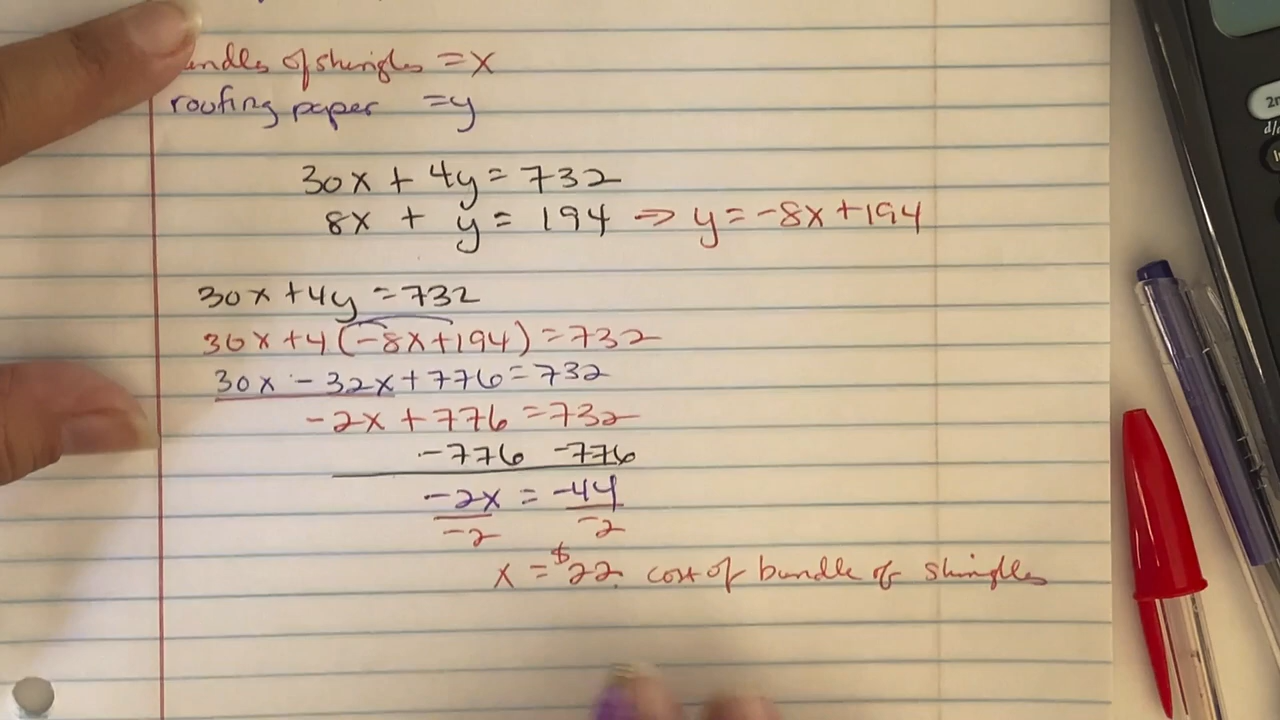 of shingles = x
roofing paper = y
30x + 4y = 732
8x + y = 194 => y = -8x + 194
30x + 4y = 732
30x + 4(-8x + 194) = 732
30x - 32x + 776 = 732
-2x + 776 = 732
-776 -776
-2x = -44
-2 -2
x = $22. cost of bundle of shingles